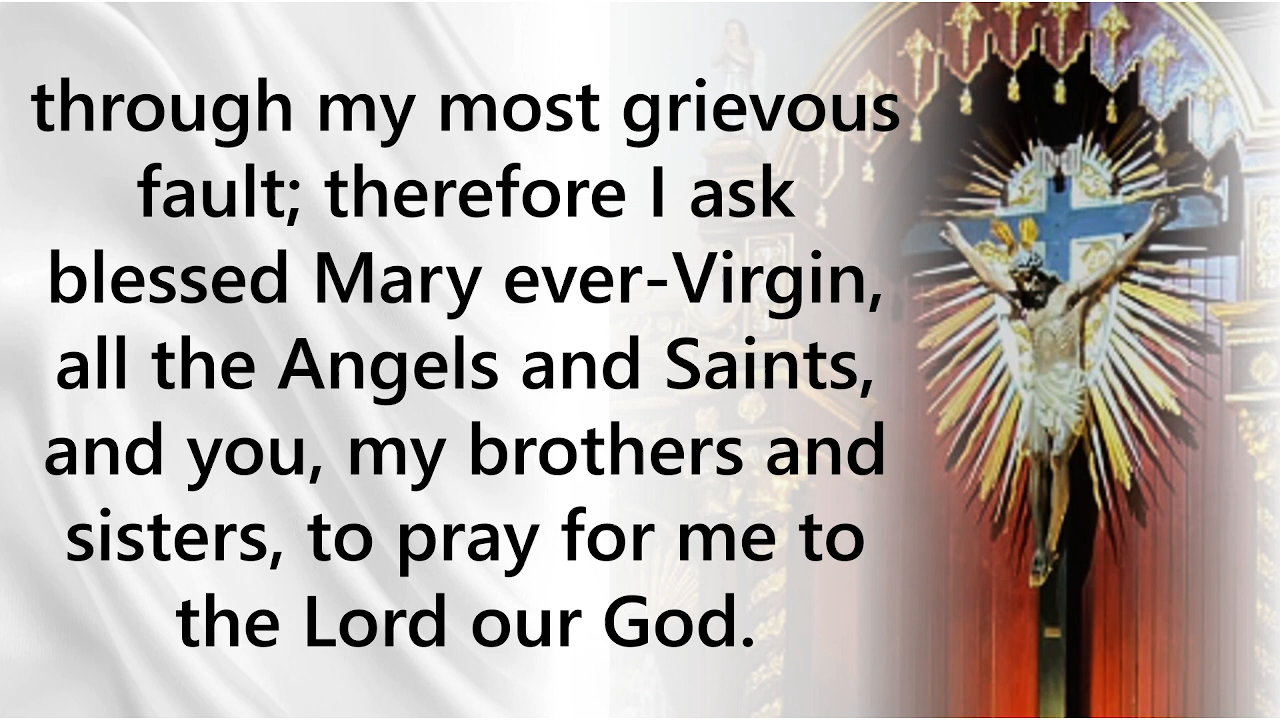 through my most grievous
fault; therefore I ask
blessed Mary ever-Virgin,
all the Angels and Saints,
and you, my brothers and
sisters, to pray for me to
the Lord our God.